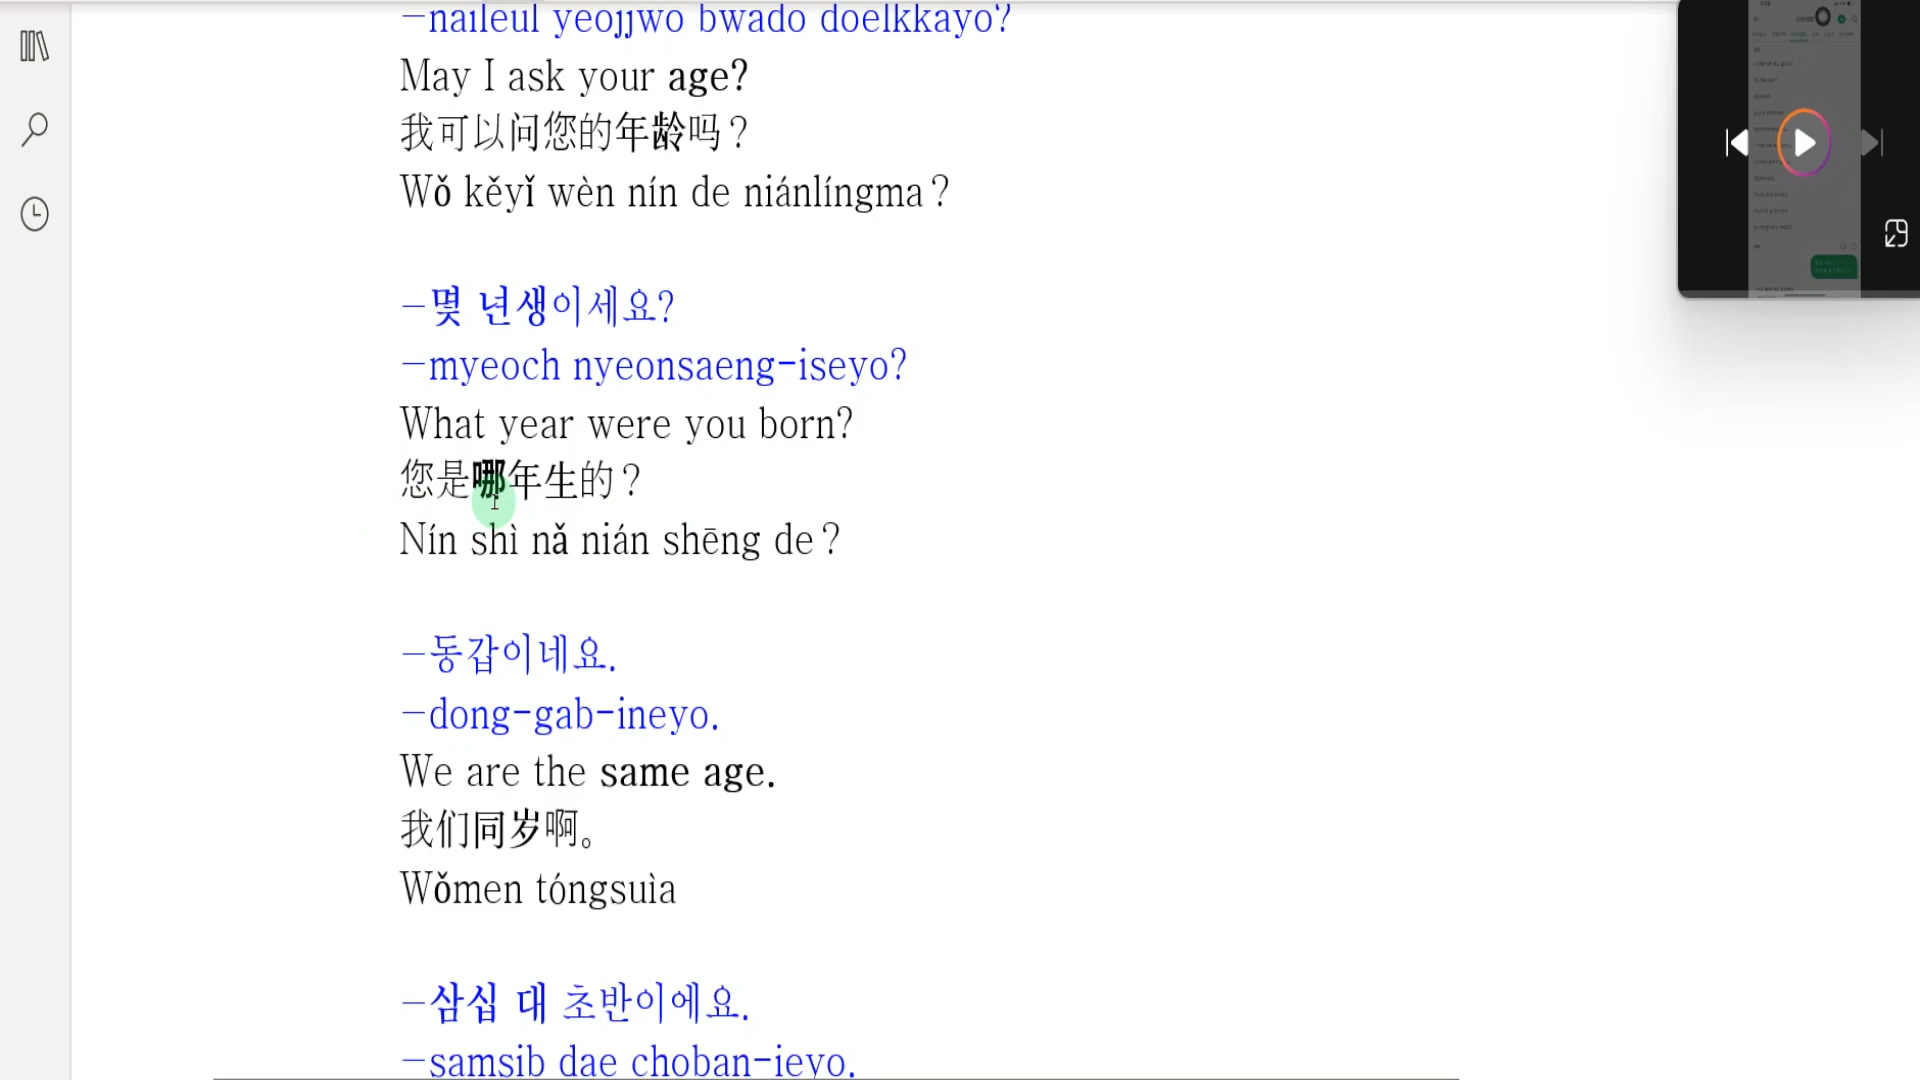 -naileul yeojjwo bwado doelkkayo?
May I ask your age?
我可以问您的年龄吗？
Wǒ kěyǐ wèn nín de niánlíngma？
-몇 년생이세요?
-myeoch nyeonsaeng-iseyo?
What year were you born?
您是哪年生的？
Nín shì nǎ nián shēng de？
-동갑이네요.
-dong-gab-ineyo.
We are the same age.
我们同岁啊。
Wǒmen tóngsuìa
-삼십 대 초반이에요.
-samsib dae choban-ieyo.